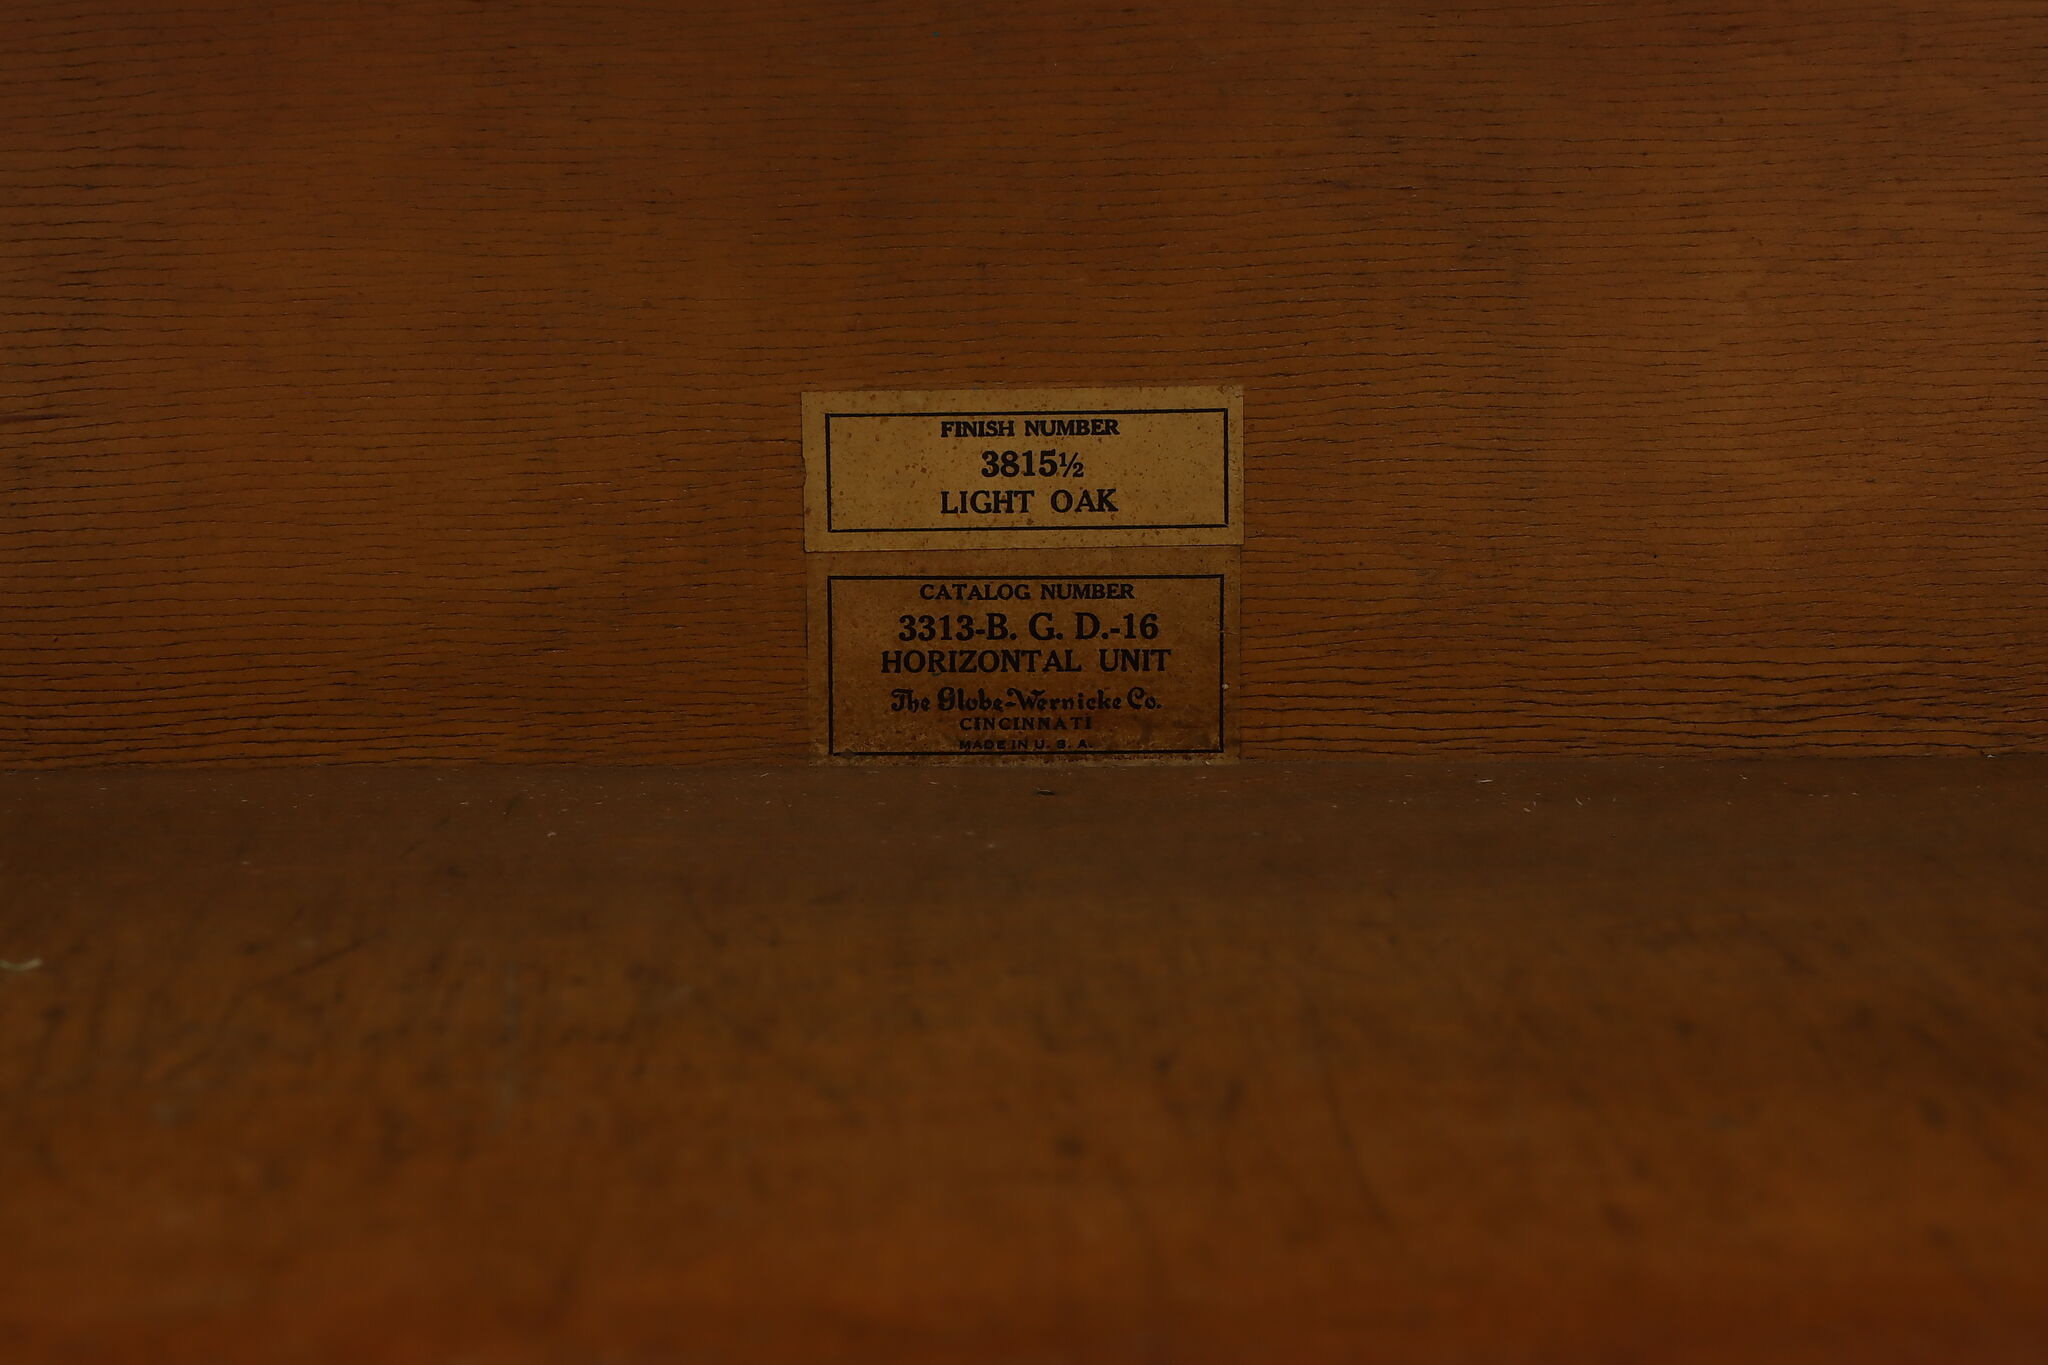 FINISH NUMBER
3815½
LIGHT OAK
CATALOG NUMBER
3313-B. G. D.-16
HORIZONTAL UNIT
The Globe-Wernicke Co.
CINCINNATI
MADE IN U. S. A.